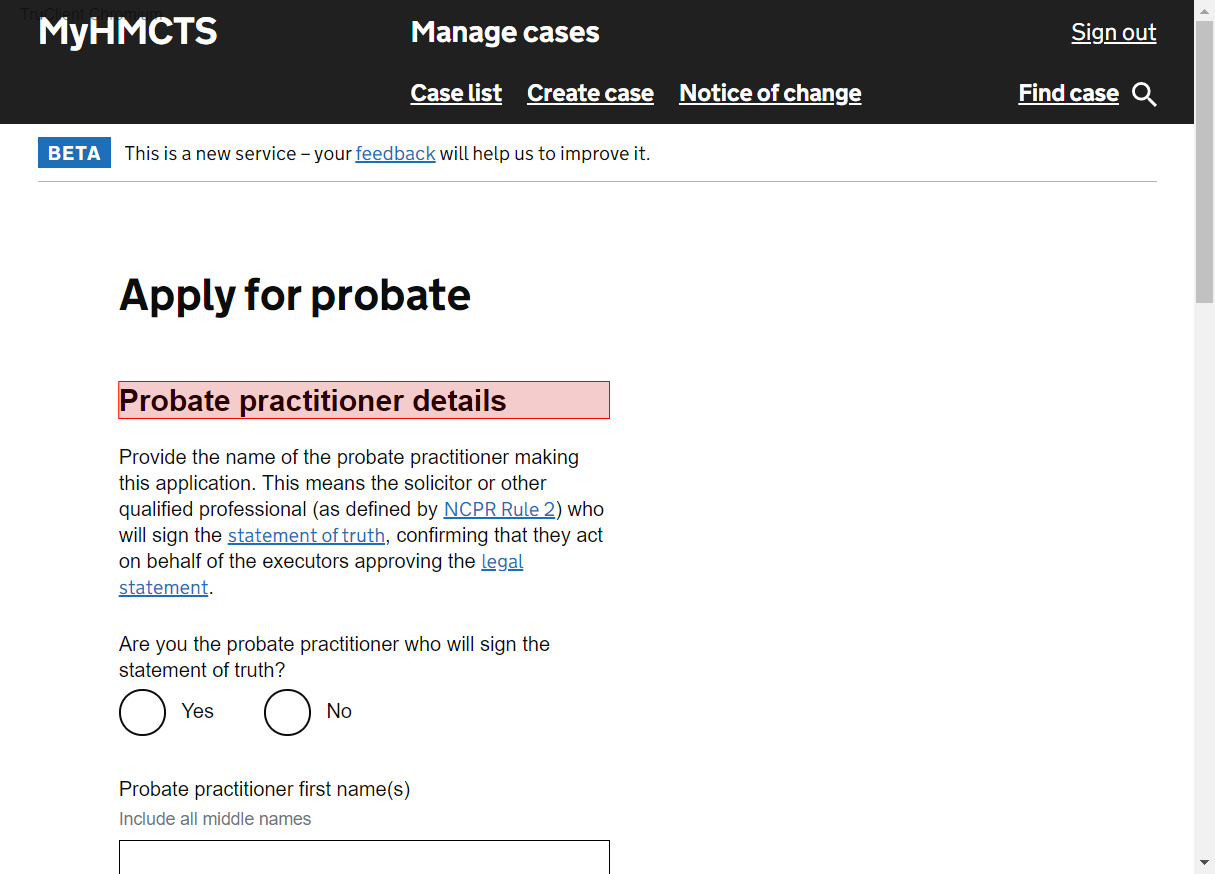 TruClient Chromium
MyHMCTS
Manage cases
Sign out
Case list
Create case
Notice of change
Find case
BETA
This is a new service – your feedback will help us to improve it.
Apply for probate
Probate practitioner details
Provide the name of the probate practitioner making
this application. This means the solicitor or other
qualified professional (as defined by NCPR Rule 2) who
will sign the statement of truth, confirming that they act
on behalf of the executors approving the legal
statement.
Are you the probate practitioner who will sign the
statement of truth?
Yes
No
Probate practitioner first name(s)
Include all middle names